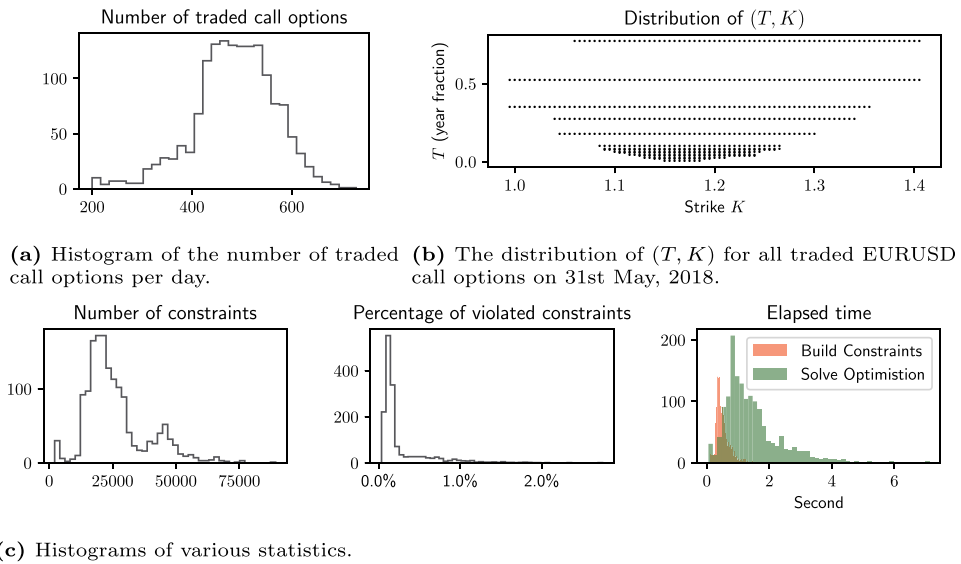 Number of traded call options
100
50
0
200 400 600
Distribution of (T, K)
T (year fraction)
0.5
0.0
1.0 1.1 1.2 1.3 1.4
Strike K
(a) Histogram of the number of traded
call options per day.
(b) The distribution of (T, K) for all traded EURUSD
call options on 31st May, 2018.
Number of constraints
100
0
0 25000 50000 75000
Percentage of violated constraints
400
200
0
0.0% 1.0% 2.0%
Elapsed time
200
100
0
Build Constraints
Solve Optimistion
0 2 4 6
Second
(c) Histograms of various statistics.